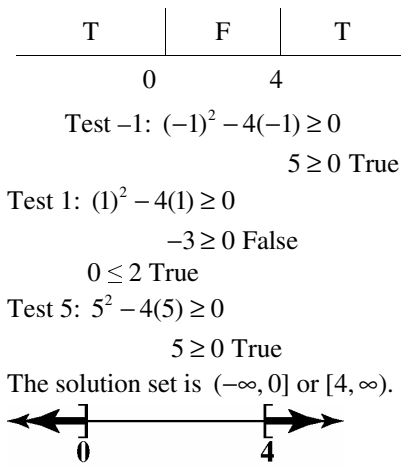 T F T
0 4
Test –1: (–1)² – 4(–1) ≥ 0
5 ≥ 0 True
Test 1: (1)² – 4(1) ≥ 0
–3 ≥ 0 False
0 ≤ 2 True
Test 5: 5² – 4(5) ≥ 0
5 ≥ 0 True
The solution set is (–∞, 0] or [4, ∞).
0 4